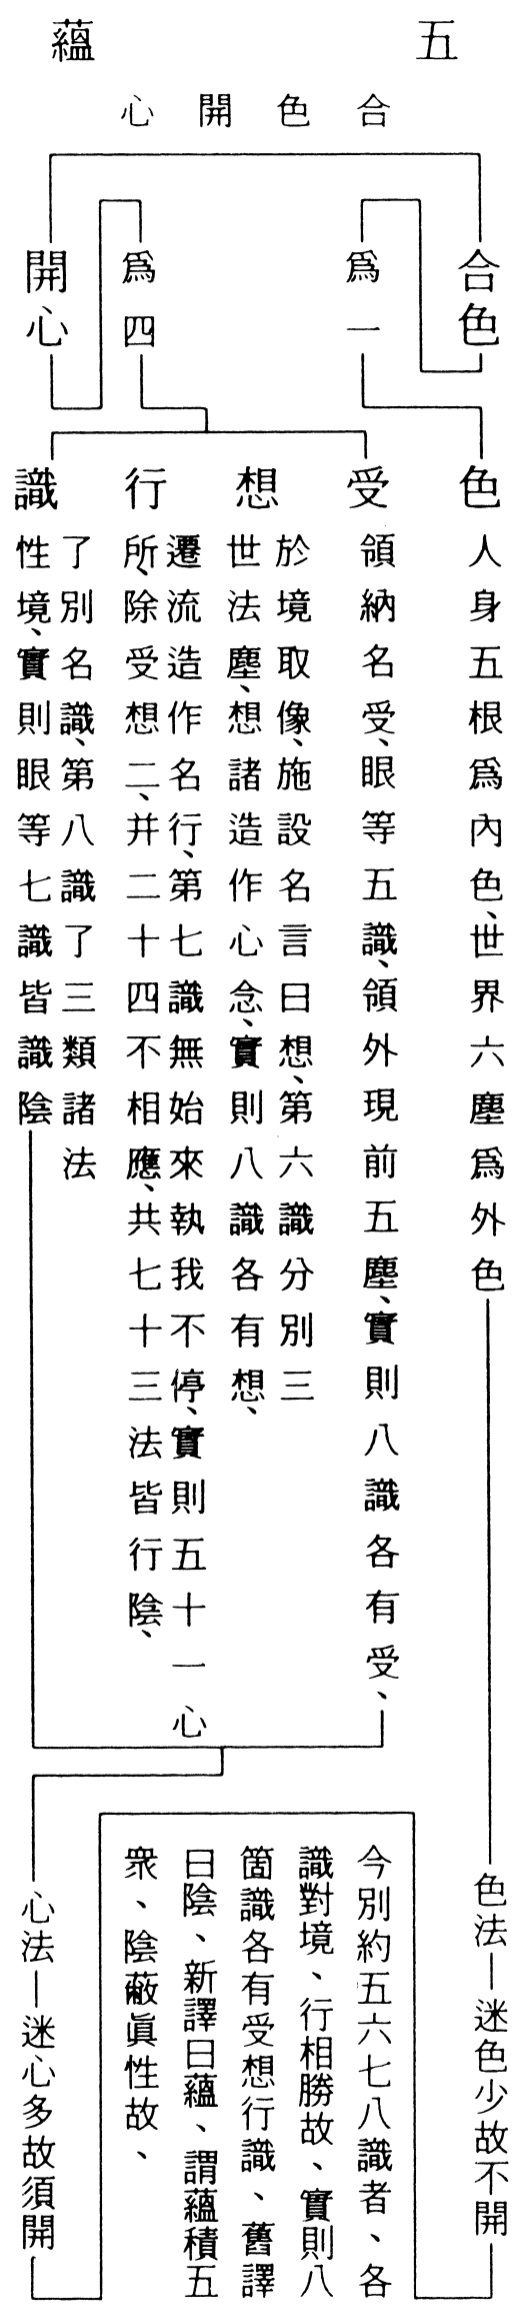 五蘊
合色開心
合色
為一
為四
開心
色
人身五根為內色、世界六塵為外色
受
領納名受、眼等五識、領外現前五塵、實則八識各有受、
想
於境取像、施設名言曰想、第六識分別三
世法塵、想諸造作心念、實則八識各有想、
行
遷流造作名行、第七識無始來執我不停、實則五十一心
所、除受想二、并二十四不相應、共七十三法皆行陰、
識
了別名識、第八識了三類諸法
性境、實則眼等七識皆識陰
色法—迷色少故不開
今別約五六七八識者、各
識對境、行相勝故、實則八
箇識各有受想行識、舊譯
曰陰、新譯曰蘊、謂蘊積五
衆、陰蔽眞性故、
心法—迷心多故須開